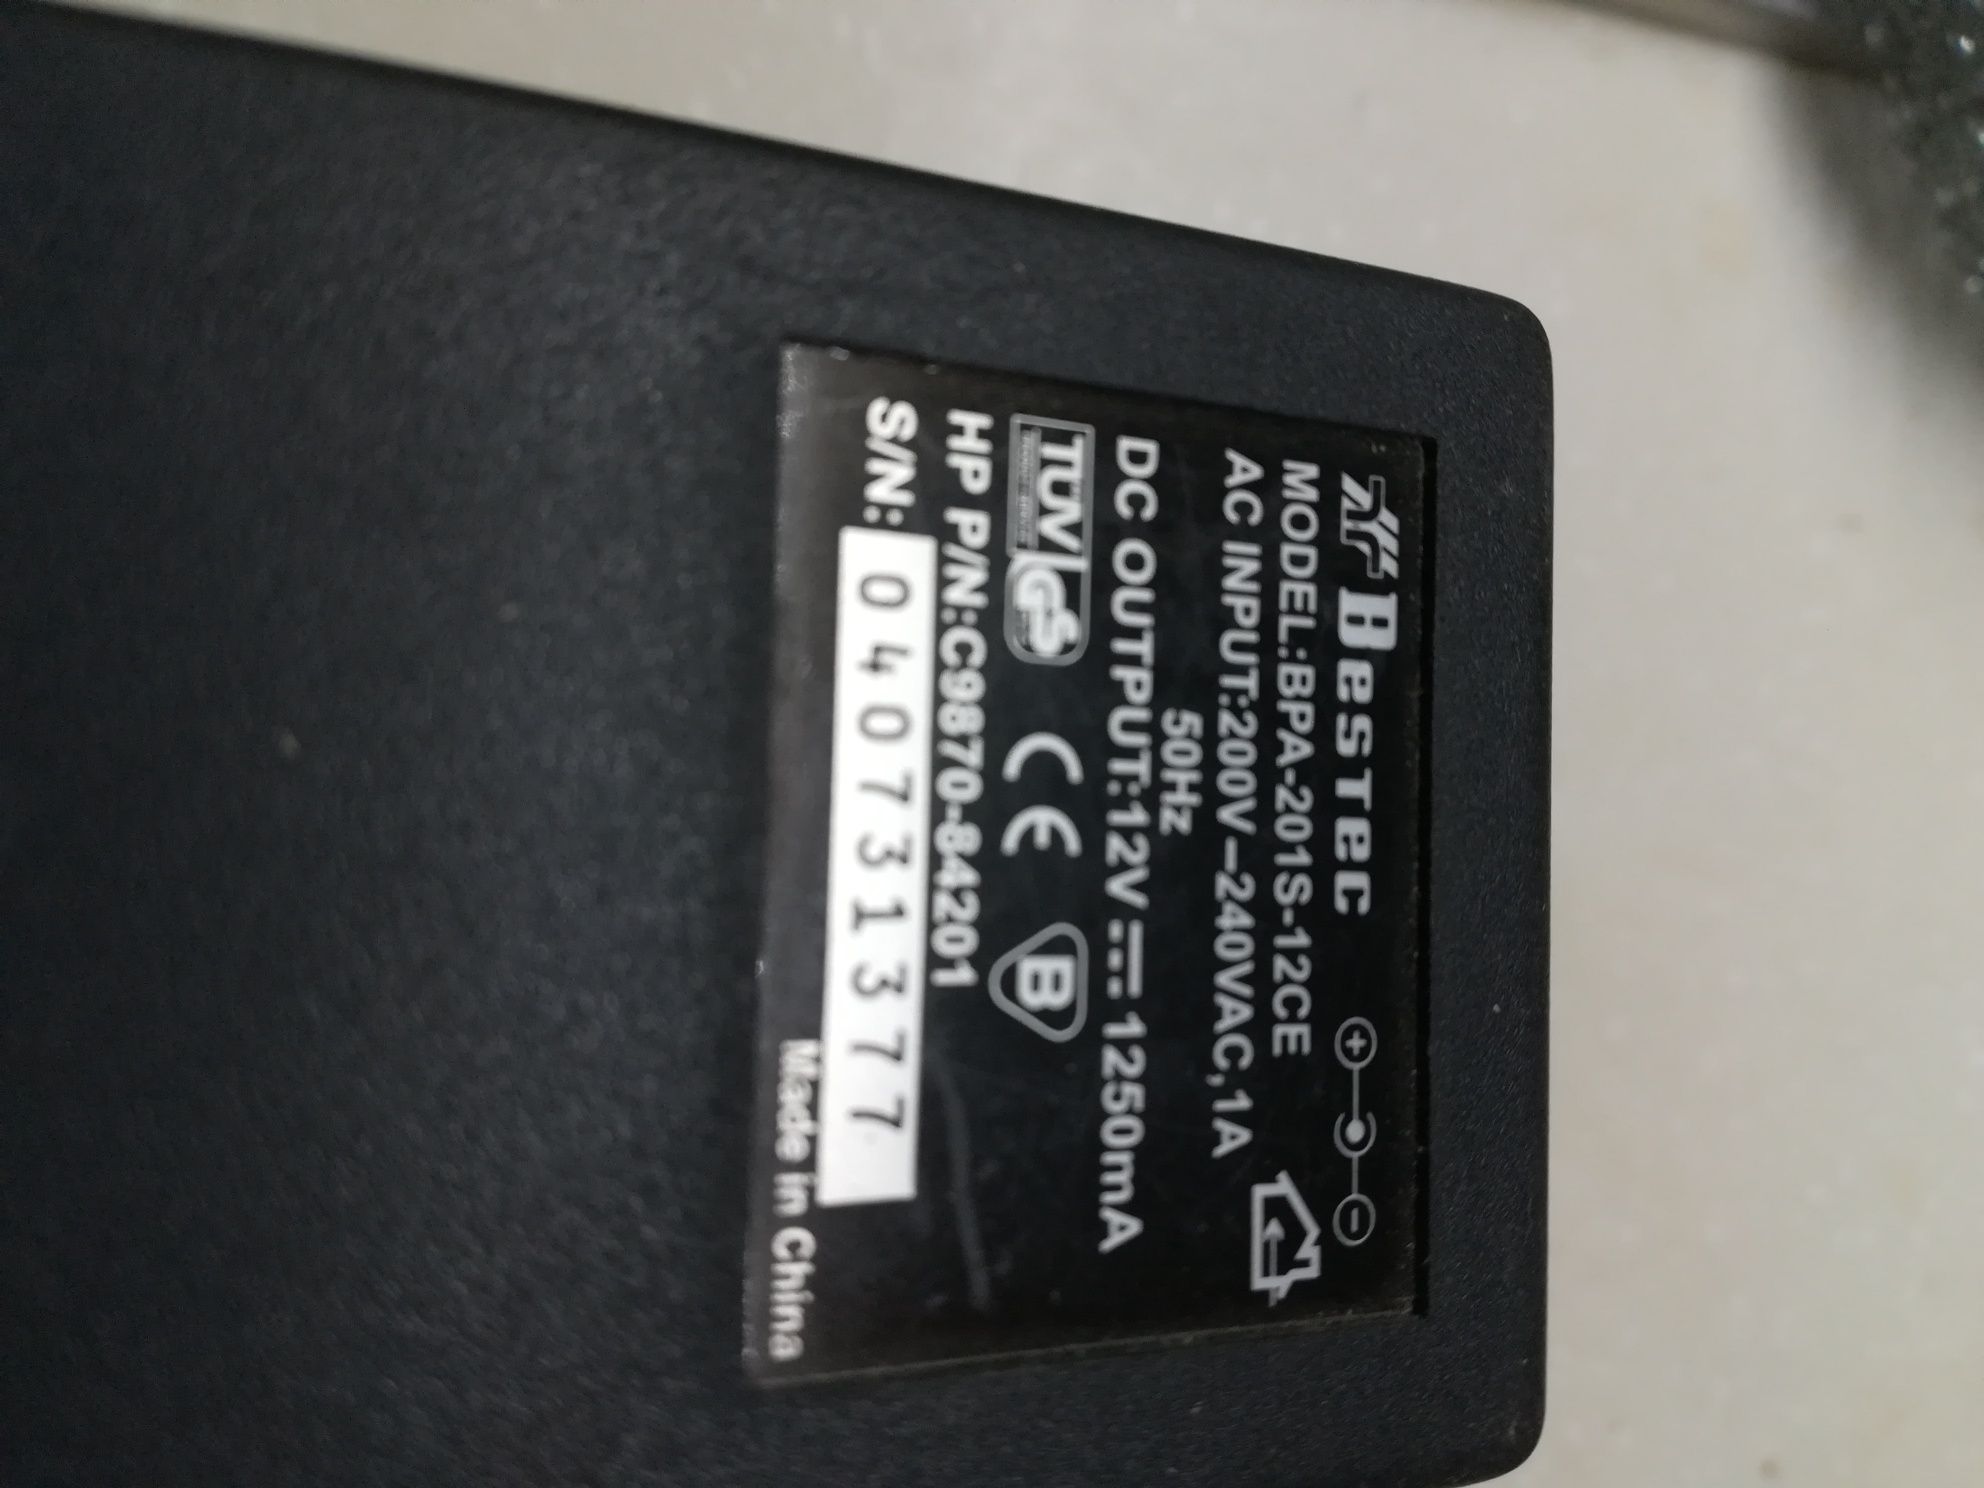 Bestec
MODEL:BPA-201S-12CE
AC INPUT:200V–240VAC,1A
50Hz
DC OUTPUT:12V⎓1250mA
TÜV GS CE B
HP P/N:C9870-84201
S/N: 040731377
Made in China